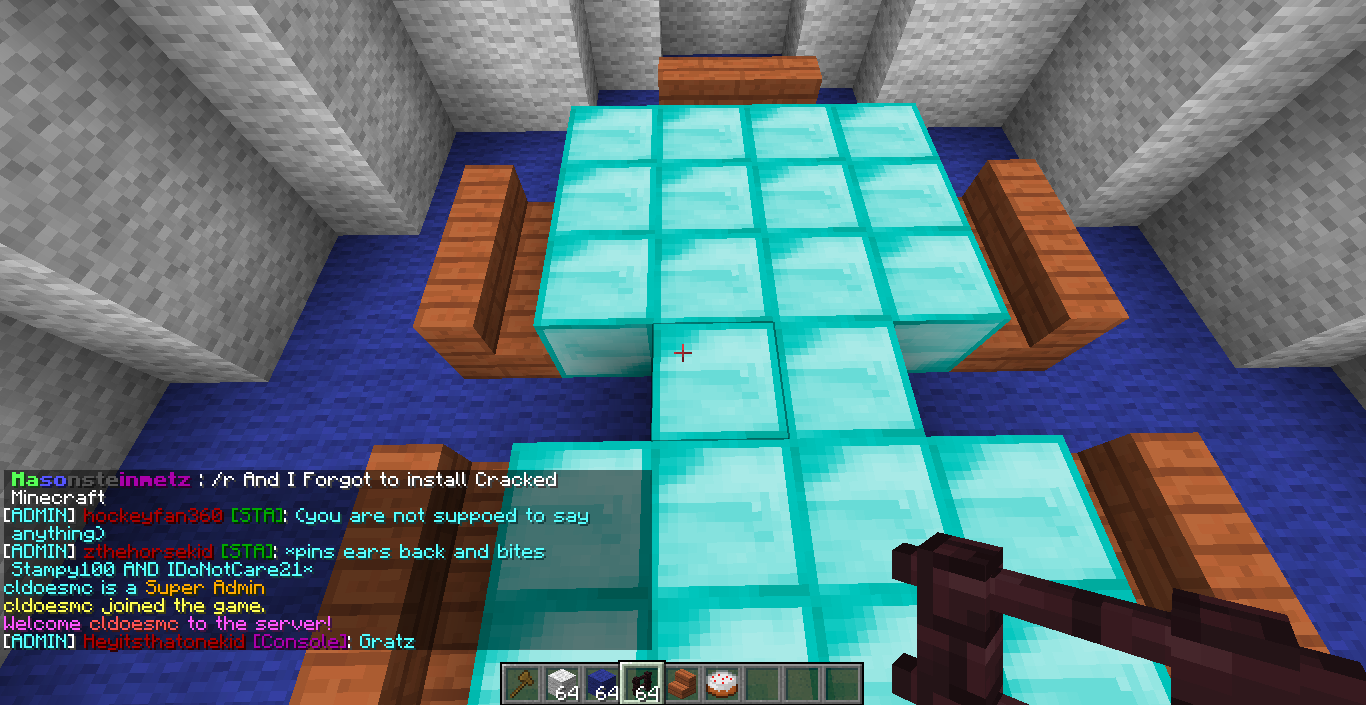 Masonsteinmetz : /r And I Forgot to install Cracked
Minecraft
[ADMIN] hockeyfan360 [STA]: (you are not suppoed to say
anything)
[ADMIN] zthehorsekid [STA]: *pins ears back and bites
Stampy100 AND IDoNotCare21*
cldoesmc is a Super Admin
cldoesmc joined the game.
Welcome cldoesmc to the server!
[ADMIN] Heyitsthatonekid [Console]: Gratz
64 64 64